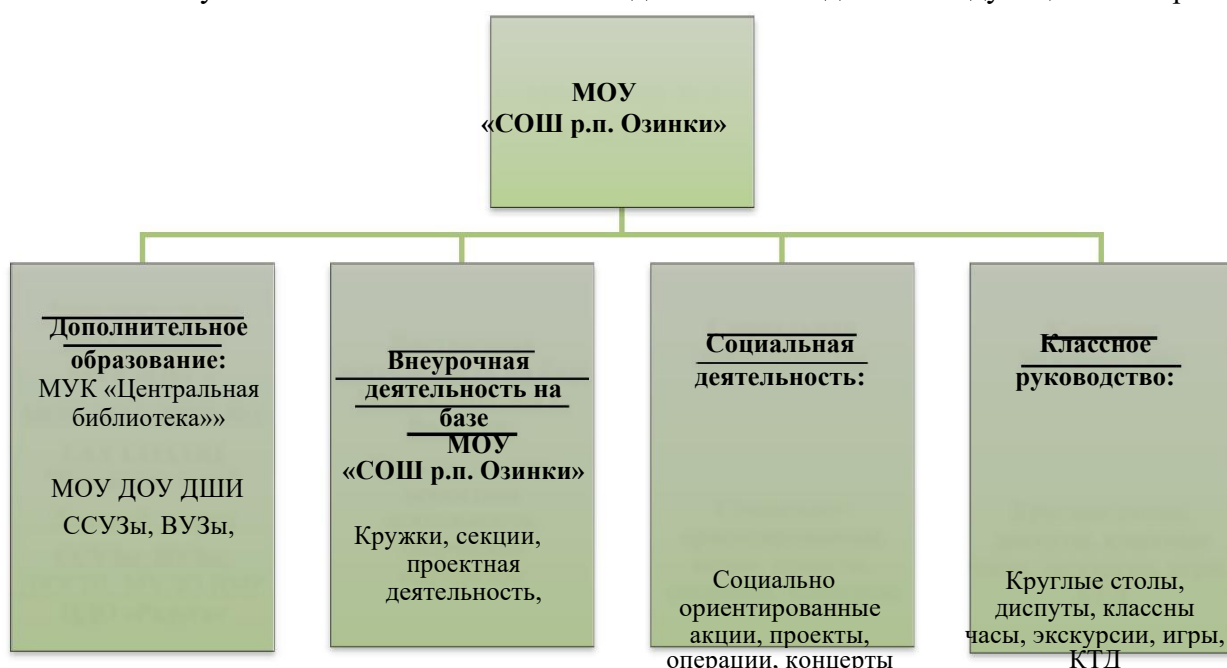 МОУ
«СОШ р.п. Озинки»
Дополнительное
образование:
МУК «Центральная
библиотека»»
МОУ ДОУ ДШИ
ССУЗы, ВУЗы,
Внеурочная
деятельность на
базе
МОУ
«СОШ р.п. Озинки»
Кружки, секции,
проектная
деятельность,
Социальная
деятельность:
Социально
ориентированные
акции, проекты,
операции, концерты
Классное
руководство:
Круглые столы,
диспуты, классны
часы, экскурсии, игры,
КТД